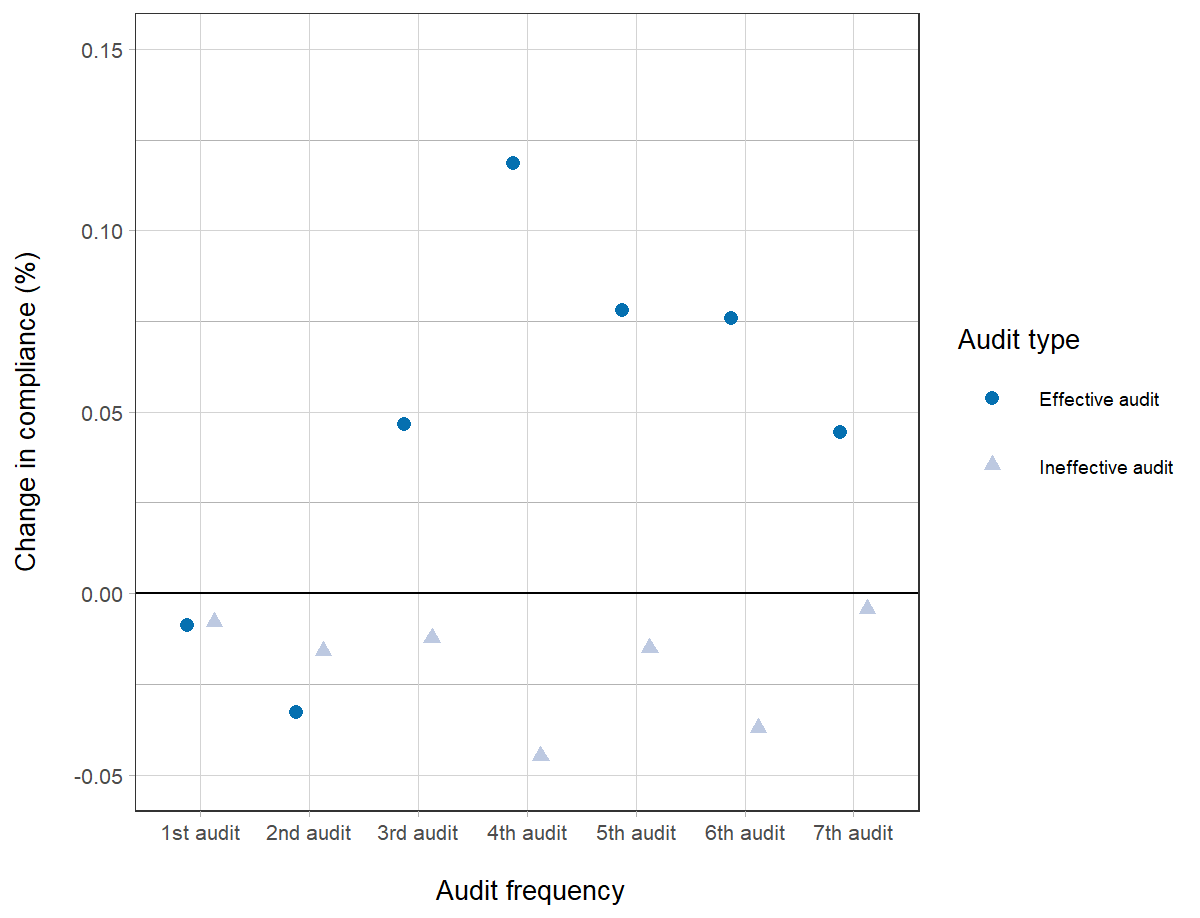 0.15
0.10
0.05
0.00
-0.05
Change in compliance (%)
1st audit 2nd audit 3rd audit 4th audit 5th audit 6th audit 7th audit
Audit frequency
Audit type
Effective audit
Ineffective audit